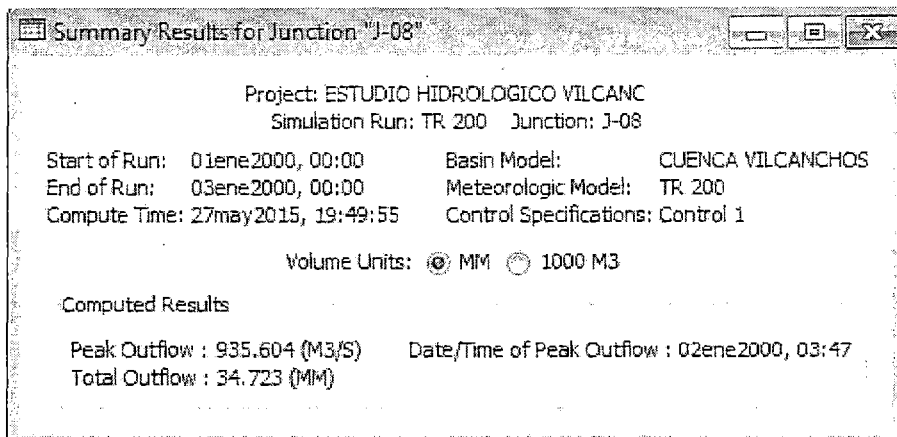 Summary Results for Junction "J-08"
Project: ESTUDIO HIDROLOGICO VILCANC
Simulation Run: TR 200 Junction: J-08
Start of Run: 01ene2000, 00:00 Basin Model: CUENCA VILCANCHOS
End of Run: 03ene2000, 00:00 Meteorologic Model: TR 200
Compute Time: 27may2015, 19:49:55 Control Specifications: Control 1
Volume Units: MM 1000 M3
Computed Results
Peak Outflow : 935.604 (M3/S) Date/Time of Peak Outflow : 02ene2000, 03:47
Total Outflow : 34.723 (MM)